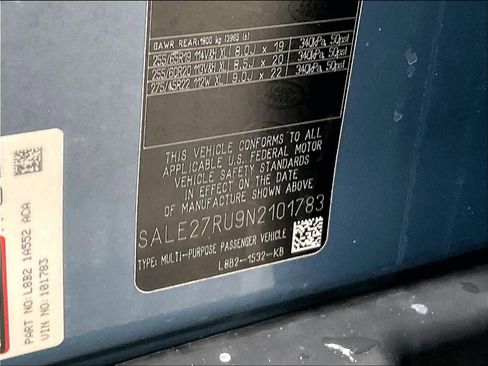 GAWR REAR: 1800 kg (3965 lb)
255/65R19 114V&H XL 8.0J x 19 340kPa, 50psi
255/60R20 113V&H XL 8.5J x 20 340kPa, 50psi
275/45R22 112W XL 9.0J x 22 340kPa, 50psi
THIS VEHICLE CONFORMS TO ALL
APPLICABLE U.S. FEDERAL MOTOR
VEHICLE SAFETY STANDARDS
IN EFFECT ON THE DATE
OF MANUFACTURE SHOWN ABOVE
SALE27RU9N2101783
TYPE: MULTI-PURPOSE PASSENGER VEHICLE
L8B2-1532-KB
PART NO: L8B2 1A552 ACA
VIN NO: 101783